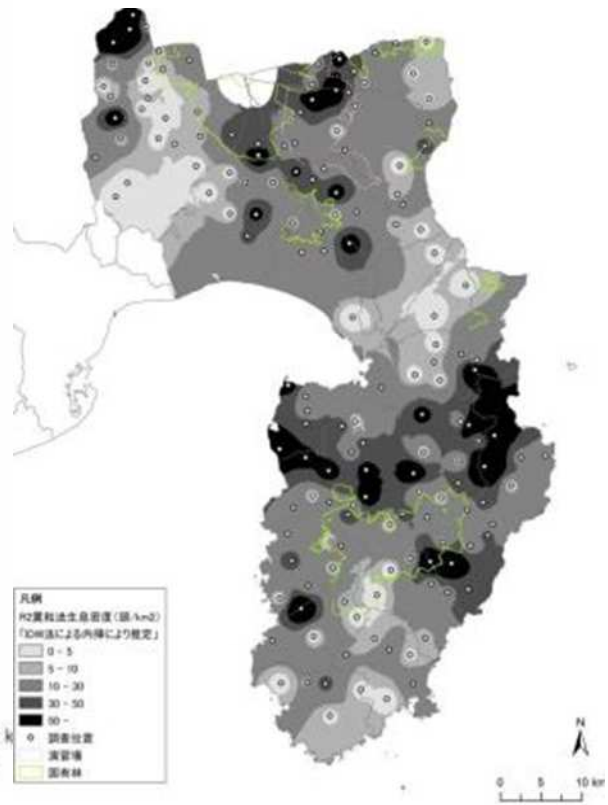 凡例
R2糞粒法生息密度(頭/km2)
「IDW法による内挿により推定」
0 - 5
5 - 10
10 - 30
30 - 50
50 -
調査位置
演習場
国有林
k
N
0 5 10 km